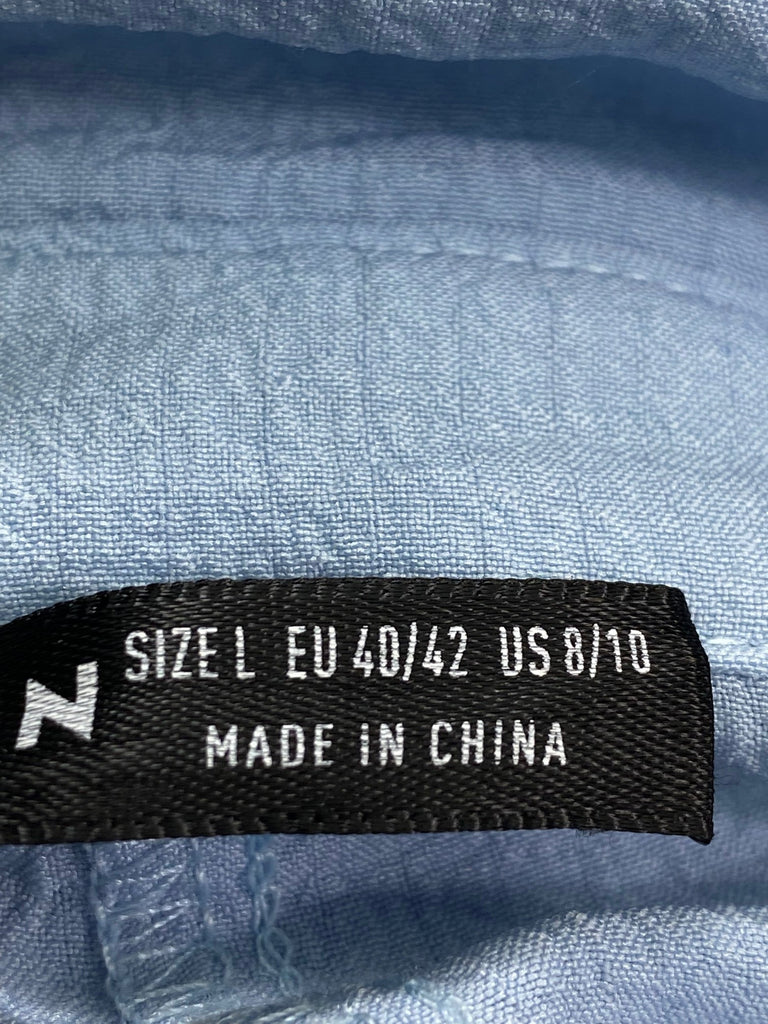 SIZE L EU 40/42 US 8/10
N
MADE IN CHINA